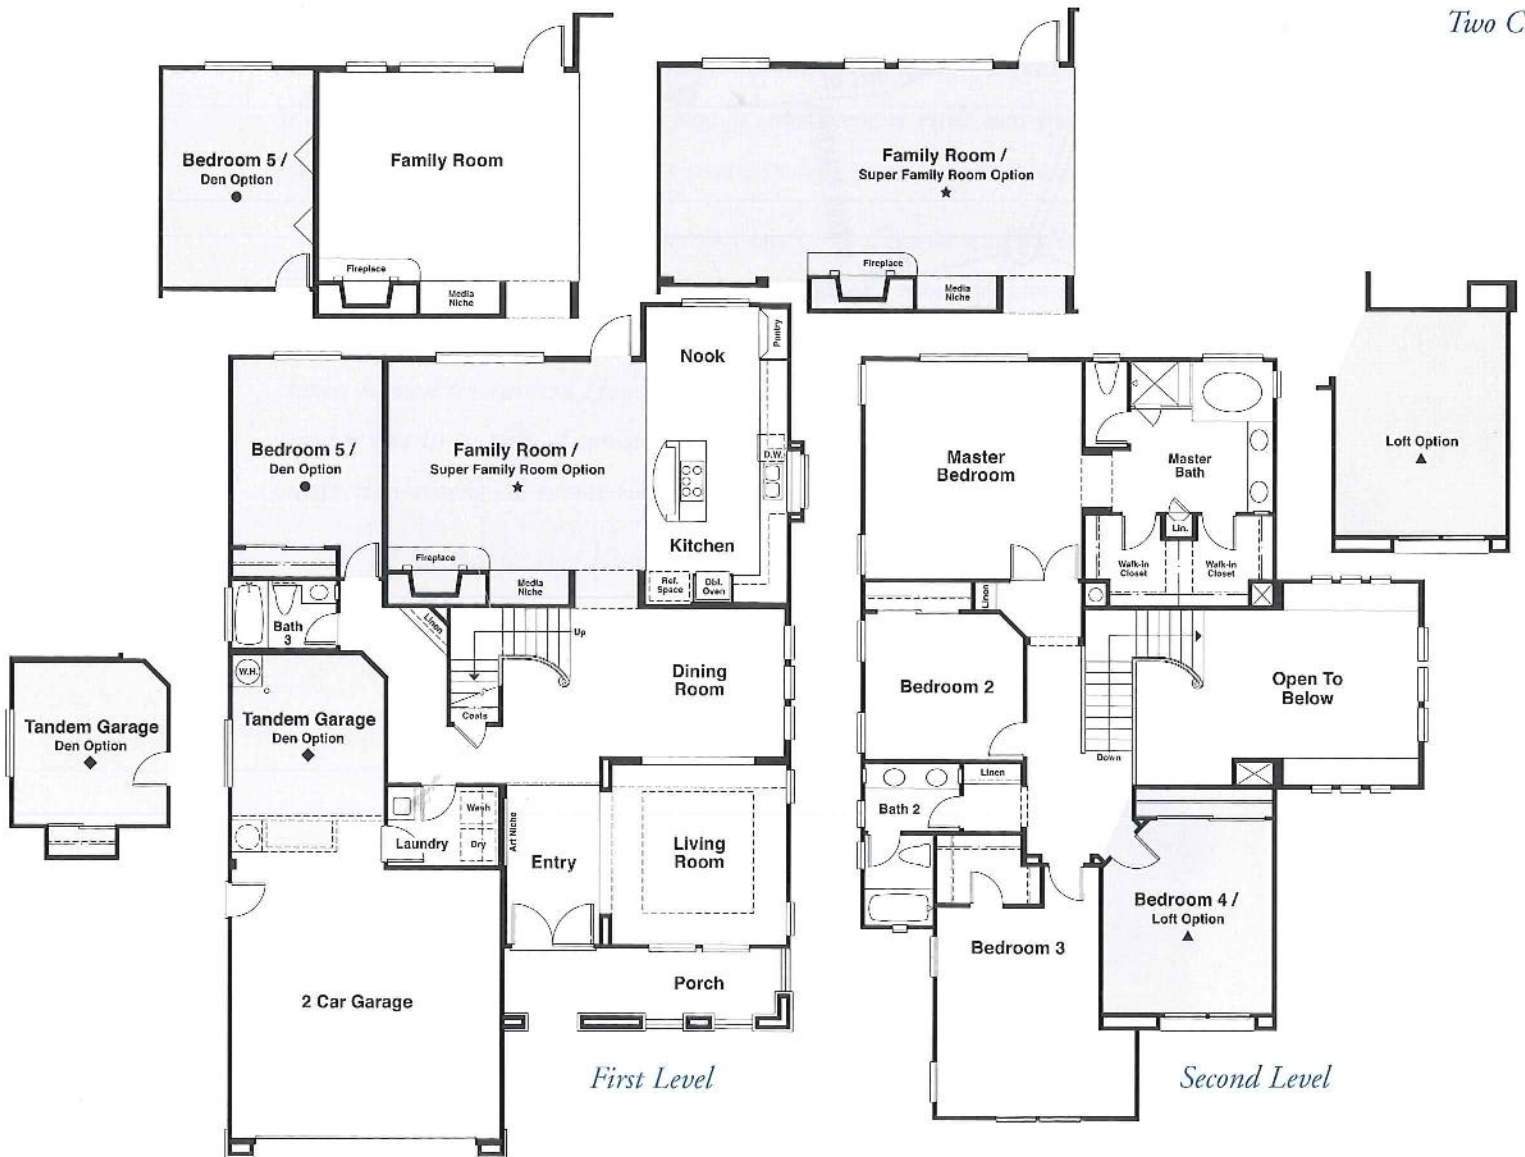 Two C
Bedroom 5 /
Den Option
Family Room
Fireplace
Media
Niche
Family Room /
Super Family Room Option
Fireplace
Media
Niche
Loft Option
Bedroom 5 /
Den Option
Family Room /
Super Family Room Option
Fireplace
Media
Niche
Nook
Pantry
D.W.
Kitchen
Ref.
Space
Dbl.
Oven
Bath
3
Linen
Up
Coats
Dining
Room
W.H.
Tandem Garage
Den Option
Tandem Garage
Den Option
Laundry
Wash
Dry
Art Niche
Entry
Living
Room
Porch
2 Car Garage
First Level
Master
Bedroom
Master
Bath
Lin.
Walk-in
Closet
Walk-in
Closet
Linen
Bedroom 2
Open To
Below
Down
Linen
Bath 2
Bedroom 3
Bedroom 4 /
Loft Option
Second Level